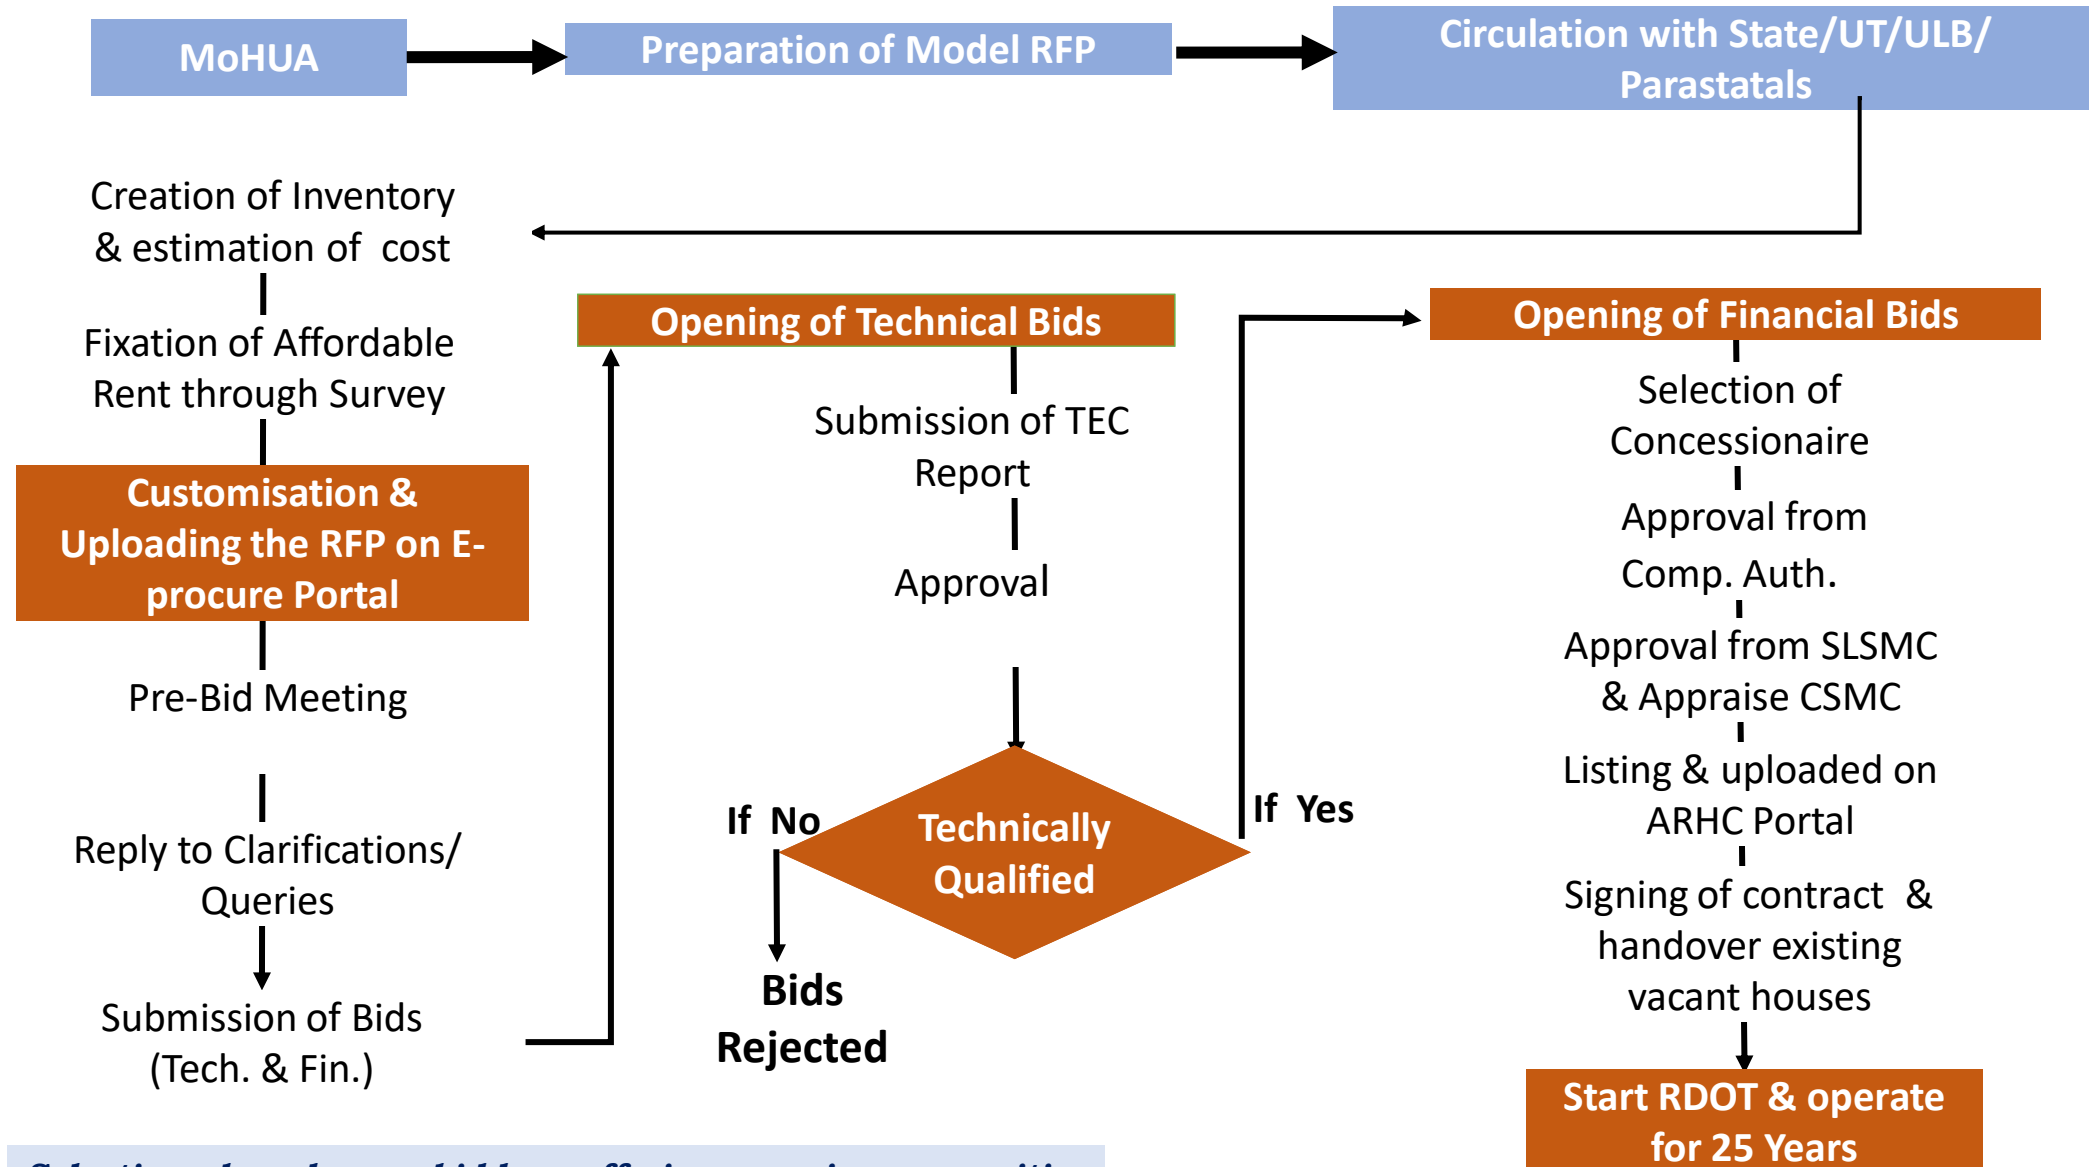 MoHUA
Preparation of Model RFP
Circulation with State/UT/ULB/
Parastatals
Creation of Inventory
& estimation of cost
Fixation of Affordable
Rent through Survey
Customisation &
Uploading the RFP on E-
procure Portal
Pre-Bid Meeting
Reply to Clarifications/
Queries
Submission of Bids
(Tech. & Fin.)
Opening of Technical Bids
Submission of TEC
Report
Approval
Technically
Qualified
If No
Bids
Rejected
If Yes
Opening of Financial Bids
Selection of
Concessionaire
Approval from
Comp. Auth.
Approval from SLSMC
& Appraise CSMC
Listing & uploaded on
ARHC Portal
Signing of contract &
handover existing
vacant houses
Start RDOT & operate
for 25 Years